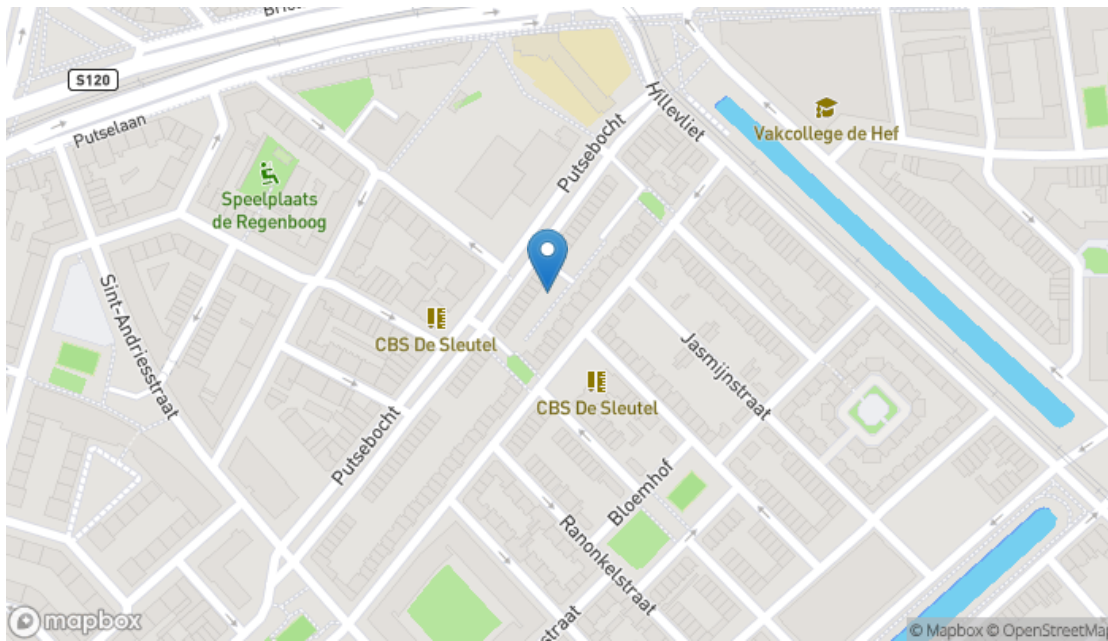 S120
Putselaan
Hillevliet
Vakcollege de Hef
Putsebocht
Speelplaats
de Regenboog
Sint-Andriesstraat
CBS De Sleutel
Jasmijnstraat
CBS De Sleutel
Putsebocht
Bloemhof
Ranonkelstraat
mapbox
© Mapbox © OpenStreetMap